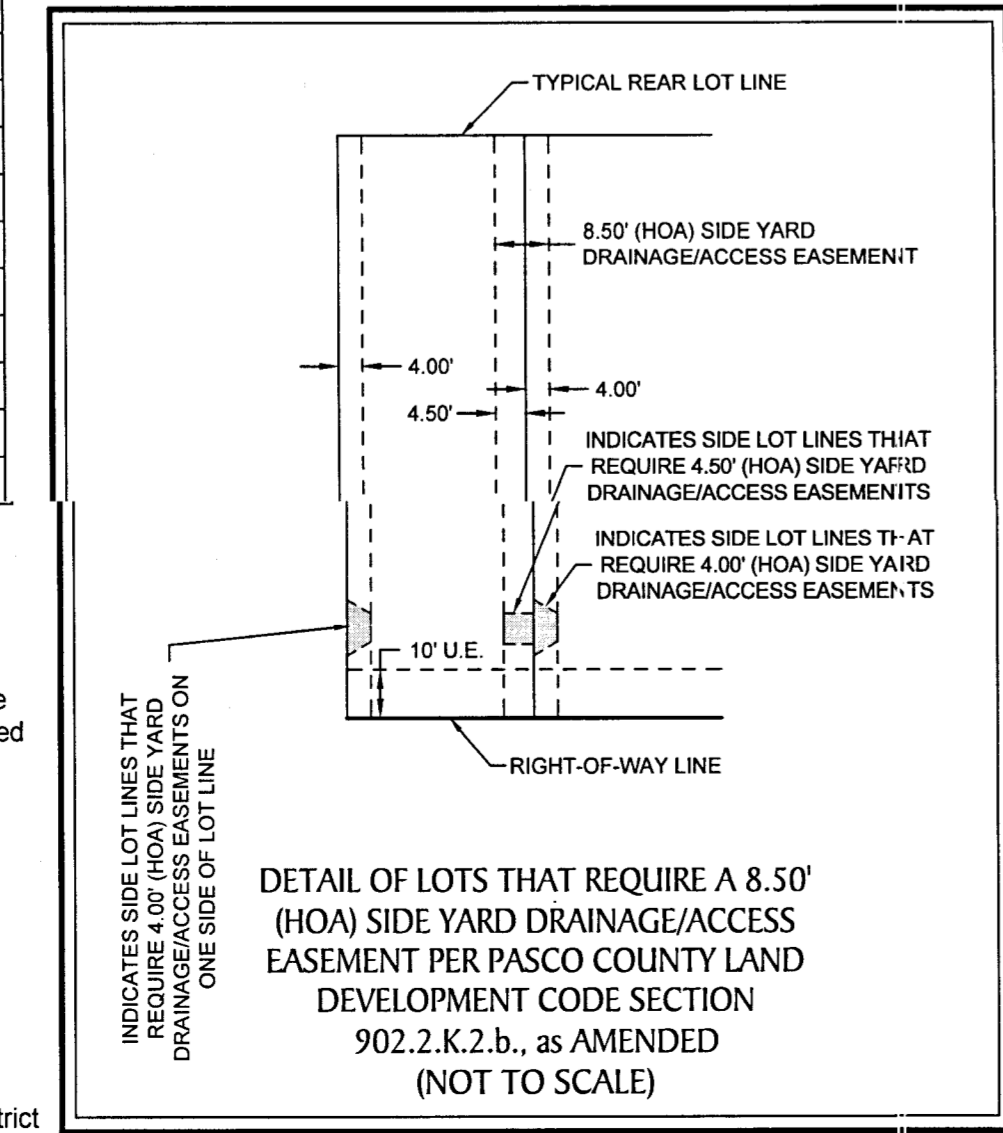 TYPICAL REAR LOT LINE
8.50' (HOA) SIDE YARD
DRAINAGE/ACCESS EASEMENT
4.00'
4.00'
4.50'
INDICATES SIDE LOT LINES THAT
REQUIRE 4.50' (HOA) SIDE YARD
DRAINAGE/ACCESS EASEMENTS
INDICATES SIDE LOT LINES THAT
REQUIRE 4.00' (HOA) SIDE YARD
DRAINAGE/ACCESS EASEMENTS
10' U.E.
RIGHT-OF-WAY LINE
INDICATES SIDE LOT LINES THAT
REQUIRE 4.00' (HOA) SIDE YARD
DRAINAGE/ACCESS EASEMENTS ON
ONE SIDE OF LOT LINE
DETAIL OF LOTS THAT REQUIRE A 8.50'
(HOA) SIDE YARD DRAINAGE/ACCESS
EASEMENT PER PASCO COUNTY LAND
DEVELOPMENT CODE SECTION
902.2.K.2.b., as AMENDED
(NOT TO SCALE)